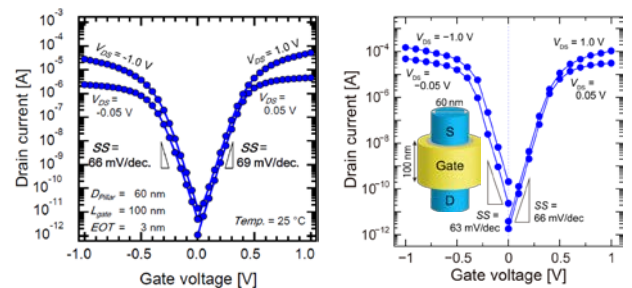 10⁻³
10⁻⁴
10⁻⁵
10⁻⁶
10⁻⁷
10⁻⁸
10⁻⁹
10⁻¹⁰
10⁻¹¹
10⁻¹²
Drain current [A]
V_DS = -1.0 V
V_DS = 1.0 V
V_DS =
-0.05 V
V_DS =
0.05 V
SS =
66 mV/dec.
SS =
69 mV/dec.
D_Pillar = 60 nm
L_gate = 100 nm
EOT = 3 nm
Temp. = 25 °C
-1.0 -0.5 0.0 0.5 1.0
Gate voltage [V]
10⁻⁴
10⁻⁶
10⁻⁸
10⁻¹⁰
10⁻¹²
Drain current [A]
V_DS = −1.0 V
V_DS = 1.0 V
V_DS =
−0.05 V
V_DS =
0.05 V
60 nm
S
Gate
D
100 nm
SS =
63 mV/dec
SS =
66 mV/dec
−1 −0.5 0 0.5 1
Gate voltage [V]